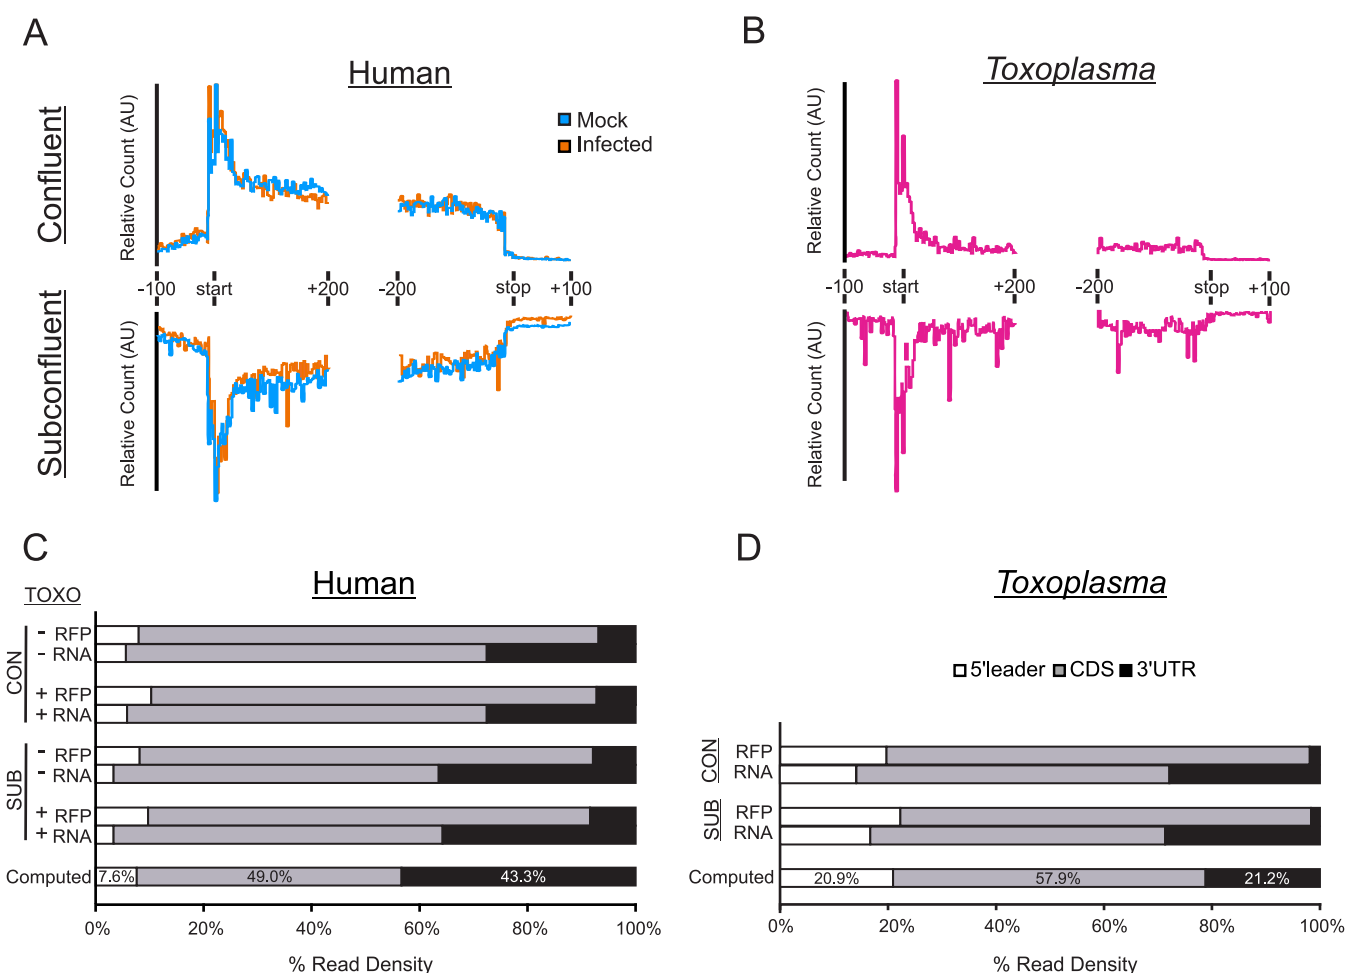 A
Human
Confluent
Relative Count (AU)
Mock
Infected
B
Toxoplasma
Relative Count (AU)
-100 start +200 -200 stop +100
-100 start +200 -200 stop +100
Subconfluent
Relative Count (AU)
Relative Count (AU)
C
Human
TOXO
CON
- RFP
- RNA
+ RFP
+ RNA
SUB
- RFP
- RNA
+ RFP
+ RNA
Computed 7.6% 49.0% 43.3%
0% 20% 40% 60% 80% 100%
% Read Density
D
Toxoplasma
5'leader CDS 3'UTR
CON
RFP
RNA
SUB
RFP
RNA
Computed 20.9% 57.9% 21.2%
0% 20% 40% 60% 80% 100%
% Read Density